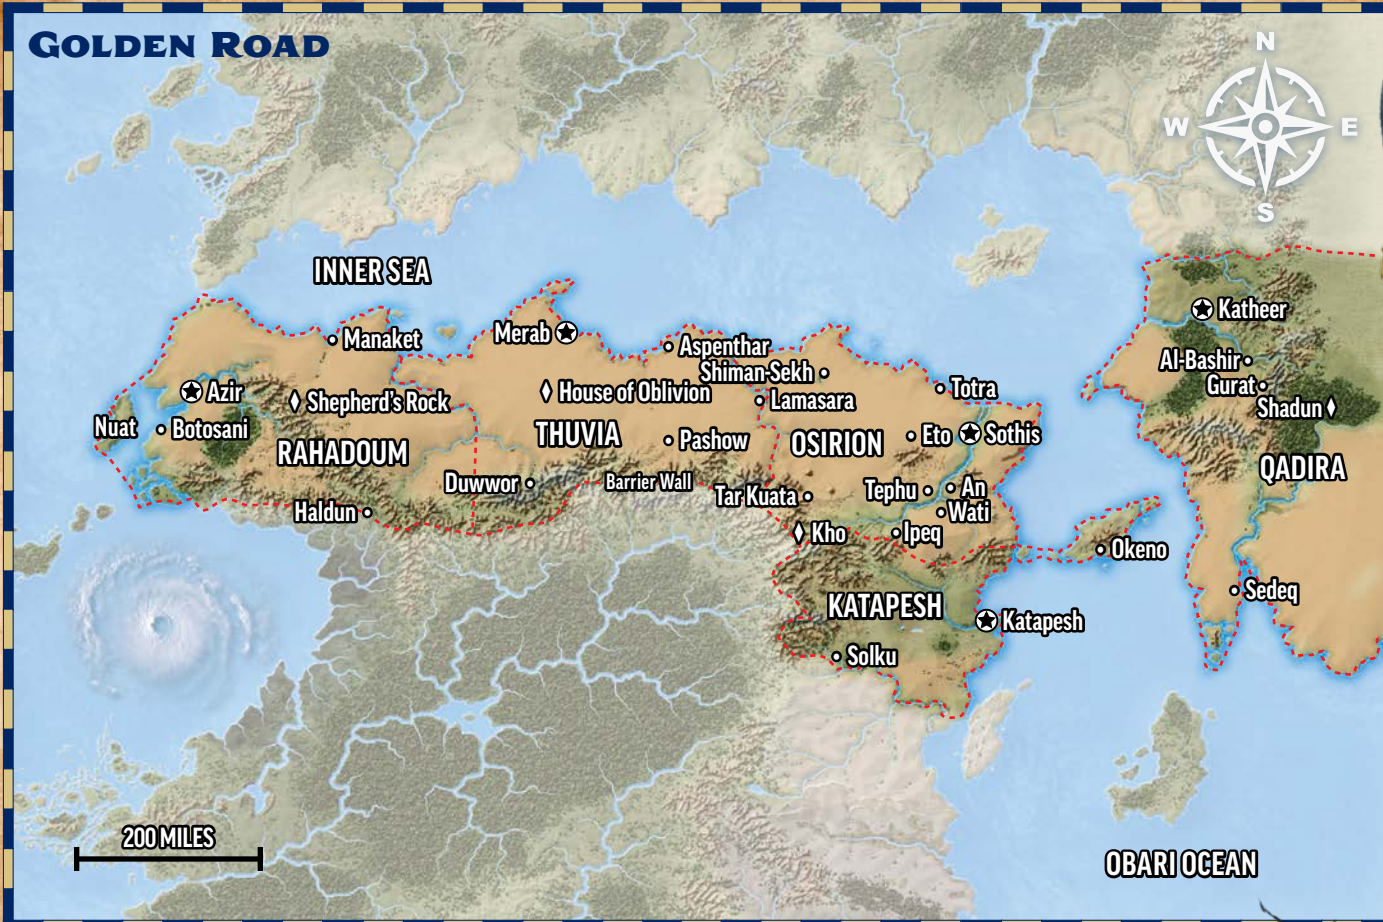 GOLDEN ROAD
N
W
E
S
INNER SEA
Katheer
Manaket
Merab
Aspenthar
Al-Bashir
Shiman-Sekh
Gurat
Azir
Shepherd's Rock
House of Oblivion
Lamasara
Totra
Shadun
Nuat
Botosani
THUVIA
Pashow
OSIRION
Eto
Sothis
RAHADOUM
QADIRA
Duwwor
Barrier Wall
Tar Kuata
Tephu
An
Wati
Haldun
Kho
Ipeq
Okeno
Sedeq
KATAPESH
Katapesh
Solku
200 MILES
OBARI OCEAN